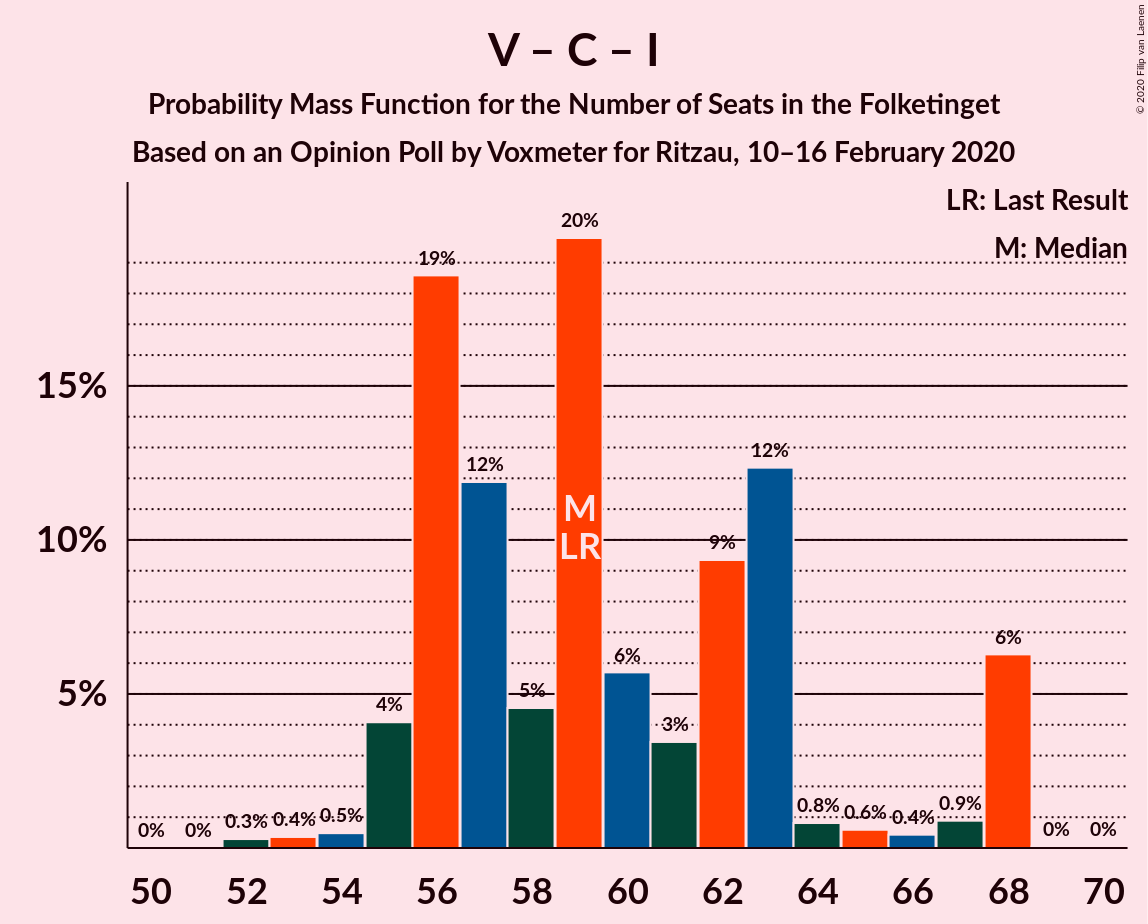 V – C – I
Probability Mass Function for the Number of Seats in the Folketinget
Based on an Opinion Poll by Voxmeter for Ritzau, 10–16 February 2020
© 2020 Filip van Laenen
LR: Last Result
M: Median
15%
10%
5%
0%
0%
0.3%
0.4%
0.5%
4%
19%
12%
5%
20%
6%
3%
9%
12%
0.8%
0.6%
0.4%
0.9%
6%
0%
0%
M
LR
50 52 54 56 58 60 62 64 66 68 70